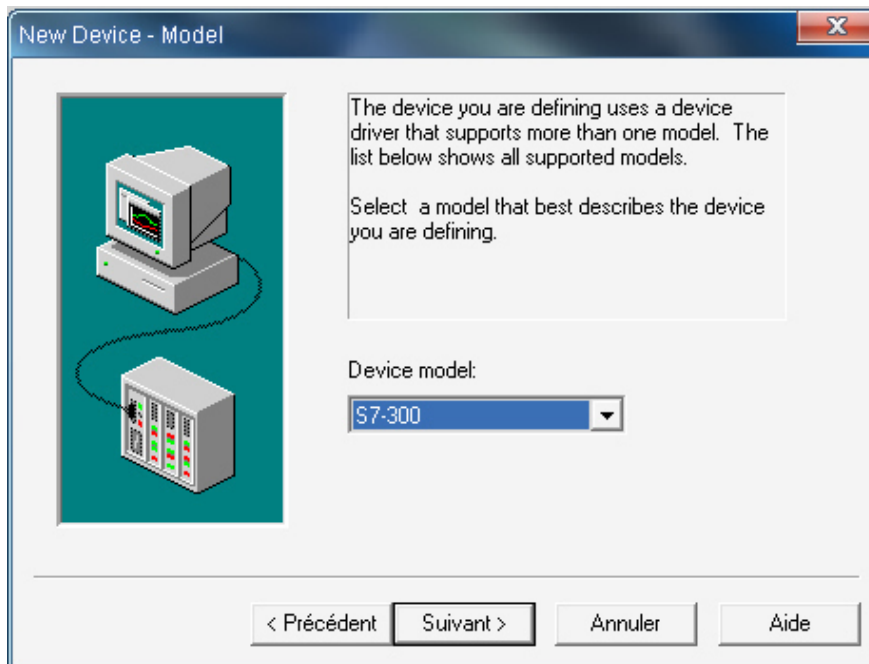 New Device - Model
The device you are defining uses a device
driver that supports more than one model. The
list below shows all supported models.
Select a model that best describes the device
you are defining.
Device model:
S7-300
< Précédent
Suivant >
Annuler
Aide